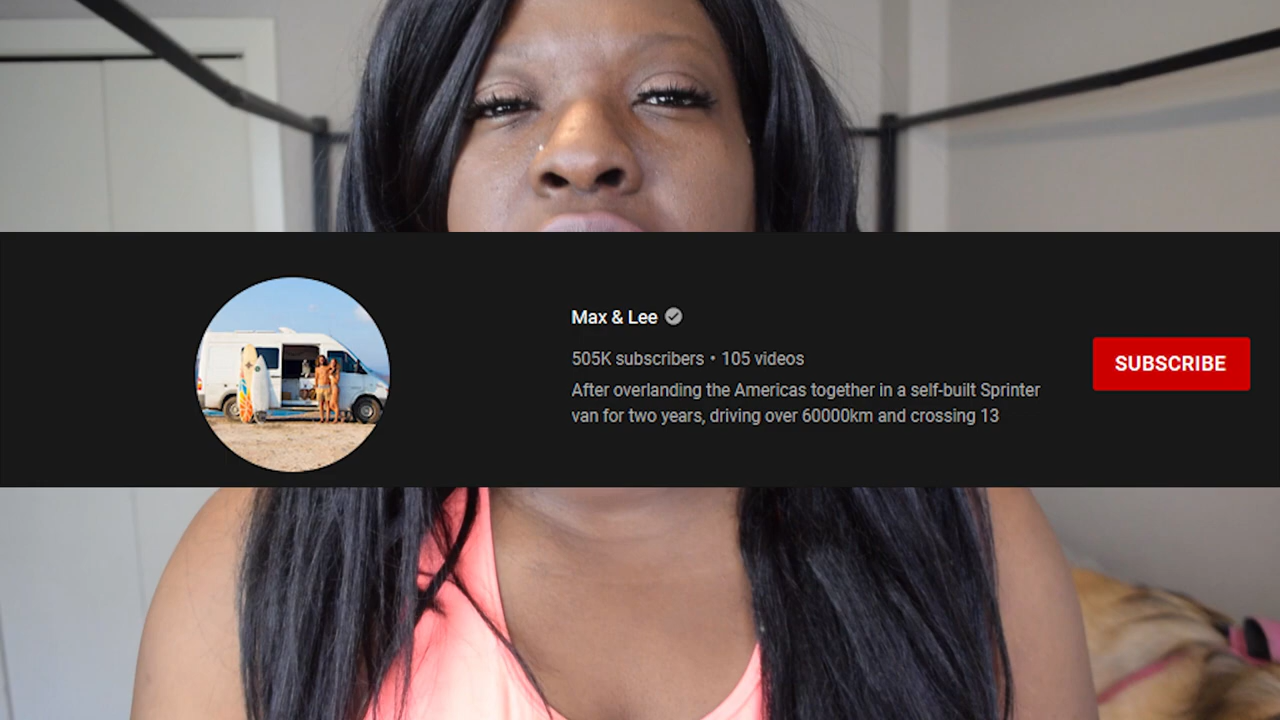 Max & Lee
505K subscribers • 105 videos
After overlanding the Americas together in a self-built Sprinter
van for two years, driving over 60000km and crossing 13
SUBSCRIBE